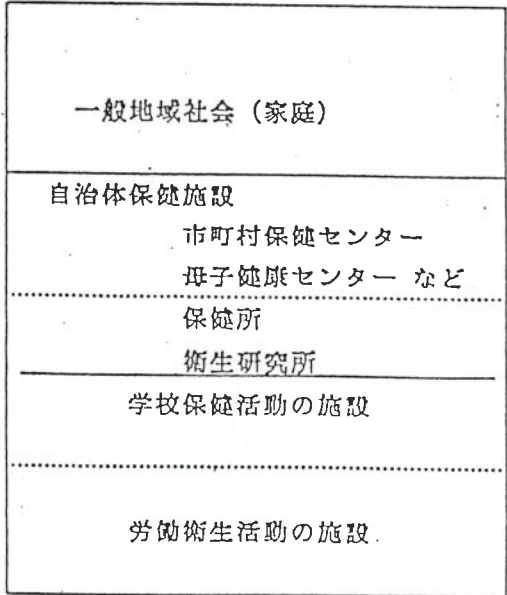 一般地域社会（家庭）
自治体保健施設
市町村保健センター
母子健康センター など
保健所
衛生研究所
学校保健活動の施設
労働衛生活動の施設